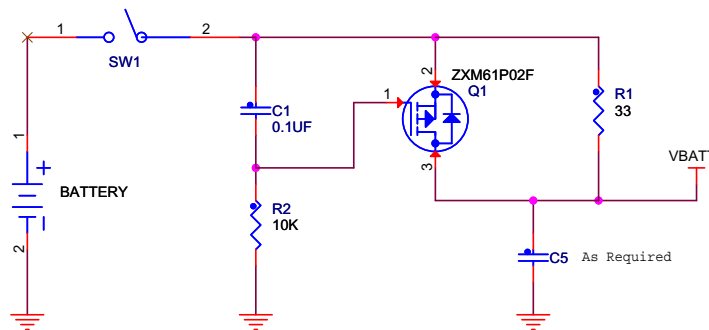 1
2
SW1
ZXM61P02F
Q1
2
1
3
C1
0.1UF
R1
33
VBATT
1
+
BATTERY
2
R2
10K
C5 As Required